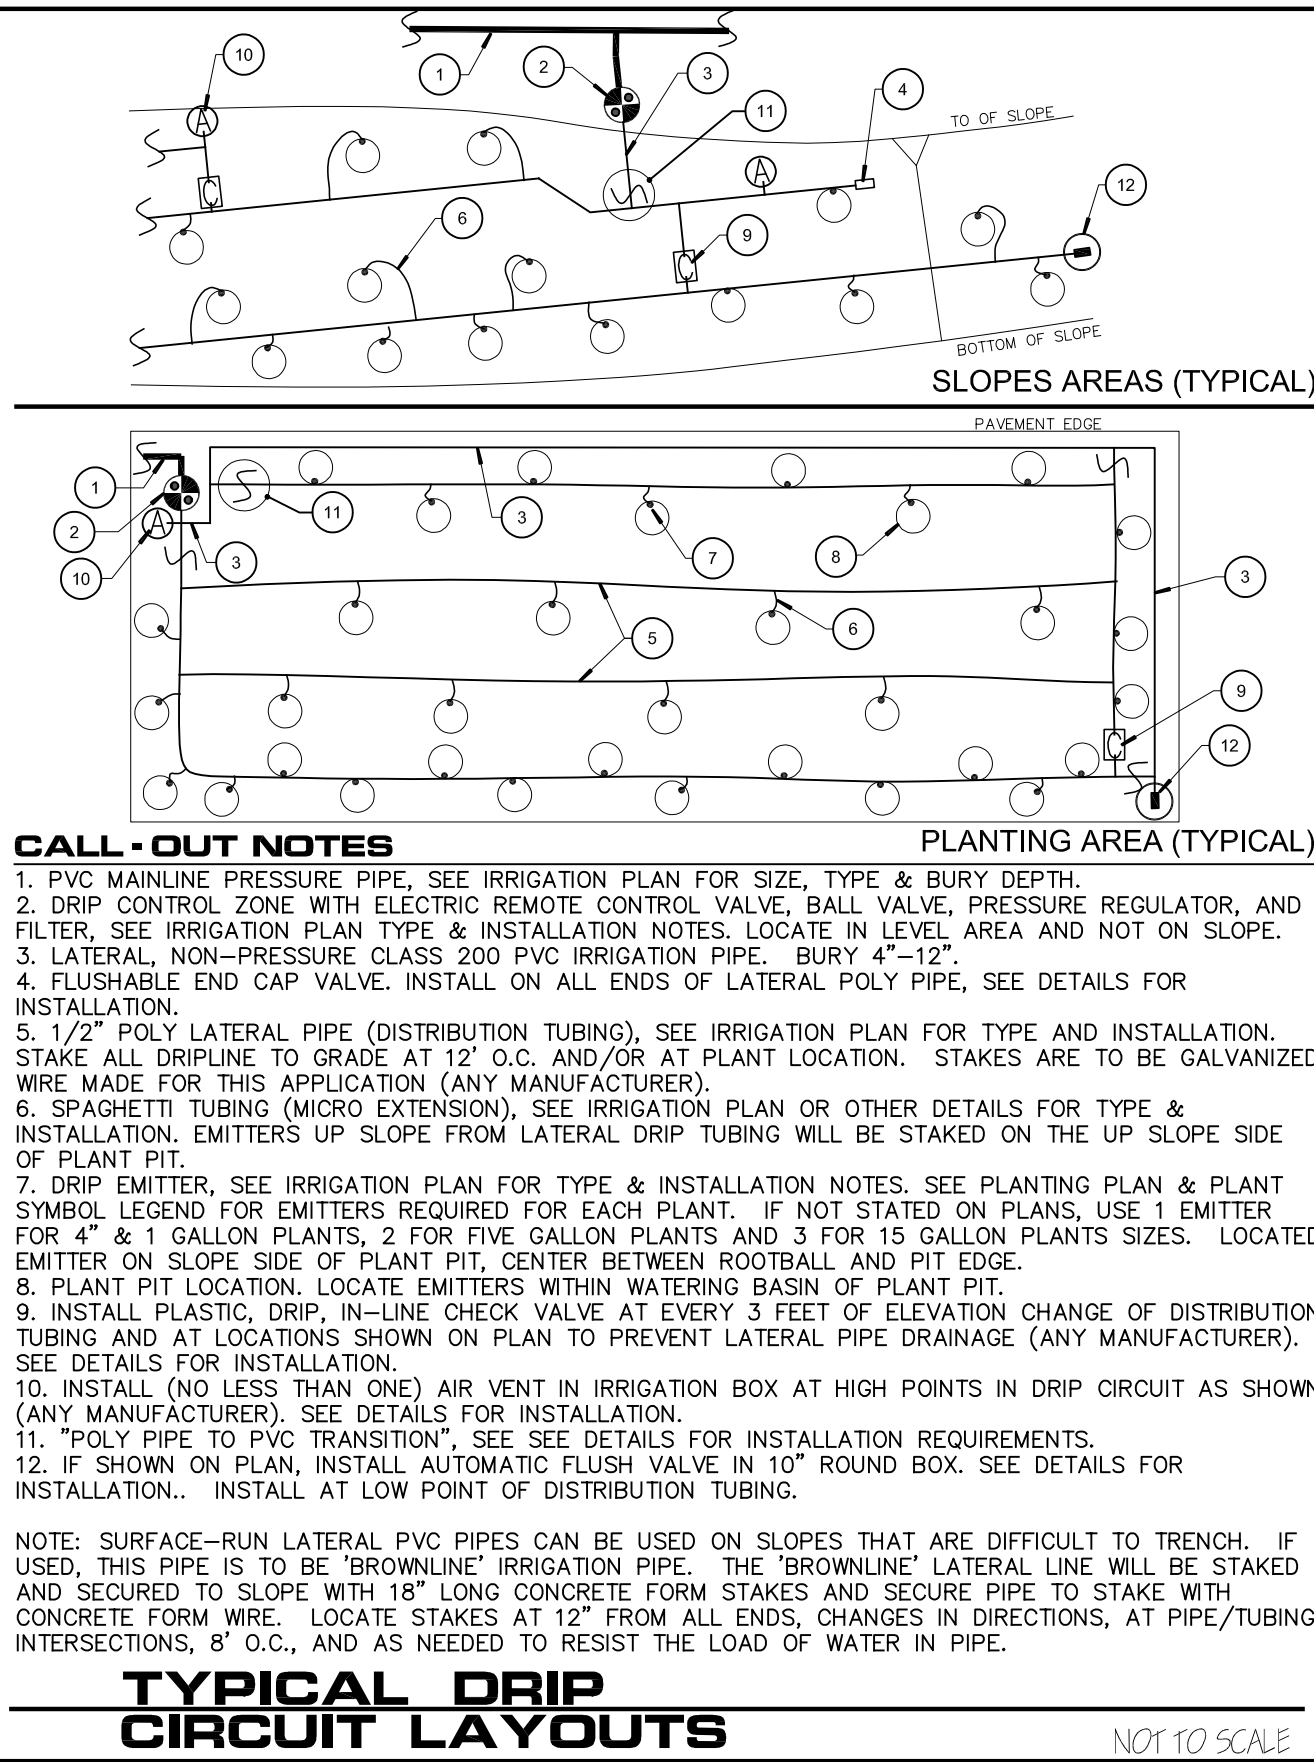 10
1
2
3
4
11
TO OF SLOPE
A
C
A
12
6
9
C
BOTTOM OF SLOPE
SLOPES AREAS (TYPICAL)
PAVEMENT EDGE
1
2
A
10
3
11
3
7
8
3
5
6
9
C
12
CALL-OUT NOTES
PLANTING AREA (TYPICAL)
1. PVC MAINLINE PRESSURE PIPE, SEE IRRIGATION PLAN FOR SIZE, TYPE & BURY DEPTH.
2. DRIP CONTROL ZONE WITH ELECTRIC REMOTE CONTROL VALVE, BALL VALVE, PRESSURE REGULATOR, AND
FILTER, SEE IRRIGATION PLAN TYPE & INSTALLATION NOTES. LOCATE IN LEVEL AREA AND NOT ON SLOPE.
3. LATERAL, NON-PRESSURE CLASS 200 PVC IRRIGATION PIPE. BURY 4"-12".
4. FLUSHABLE END CAP VALVE. INSTALL ON ALL ENDS OF LATERAL POLY PIPE, SEE DETAILS FOR
INSTALLATION.
5. 1/2" POLY LATERAL PIPE (DISTRIBUTION TUBING), SEE IRRIGATION PLAN FOR TYPE AND INSTALLATION.
STAKE ALL DRIPLINE TO GRADE AT 12' O.C. AND/OR AT PLANT LOCATION. STAKES ARE TO BE GALVANIZED
WIRE MADE FOR THIS APPLICATION (ANY MANUFACTURER).
6. SPAGHETTI TUBING (MICRO EXTENSION), SEE IRRIGATION PLAN OR OTHER DETAILS FOR TYPE &
INSTALLATION. EMITTERS UP SLOPE FROM LATERAL DRIP TUBING WILL BE STAKED ON THE UP SLOPE SIDE
OF PLANT PIT.
7. DRIP EMITTER, SEE IRRIGATION PLAN FOR TYPE & INSTALLATION NOTES. SEE PLANTING PLAN & PLANT
SYMBOL LEGEND FOR EMITTERS REQUIRED FOR EACH PLANT. IF NOT STATED ON PLANS, USE 1 EMITTER
FOR 4" & 1 GALLON PLANTS, 2 FOR FIVE GALLON PLANTS AND 3 FOR 15 GALLON PLANTS SIZES. LOCATED
EMITTER ON SLOPE SIDE OF PLANT PIT, CENTER BETWEEN ROOTBALL AND PIT EDGE.
8. PLANT PIT LOCATION. LOCATE EMITTERS WITHIN WATERING BASIN OF PLANT PIT.
9. INSTALL PLASTIC, DRIP, IN-LINE CHECK VALVE AT EVERY 3 FEET OF ELEVATION CHANGE OF DISTRIBUTION
TUBING AND AT LOCATIONS SHOWN ON PLAN TO PREVENT LATERAL PIPE DRAINAGE (ANY MANUFACTURER).
SEE DETAILS FOR INSTALLATION.
10. INSTALL (NO LESS THAN ONE) AIR VENT IN IRRIGATION BOX AT HIGH POINTS IN DRIP CIRCUIT AS SHOWN
(ANY MANUFACTURER). SEE DETAILS FOR INSTALLATION.
11. "POLY PIPE TO PVC TRANSITION", SEE SEE DETAILS FOR INSTALLATION REQUIREMENTS.
12. IF SHOWN ON PLAN, INSTALL AUTOMATIC FLUSH VALVE IN 10" ROUND BOX. SEE DETAILS FOR
INSTALLATION.. INSTALL AT LOW POINT OF DISTRIBUTION TUBING.
NOTE: SURFACE-RUN LATERAL PVC PIPES CAN BE USED ON SLOPES THAT ARE DIFFICULT TO TRENCH. IF
USED, THIS PIPE IS TO BE 'BROWNLINE' IRRIGATION PIPE. THE 'BROWNLINE' LATERAL LINE WILL BE STAKED
AND SECURED TO SLOPE WITH 18" LONG CONCRETE FORM STAKES AND SECURE PIPE TO STAKE WITH
CONCRETE FORM WIRE. LOCATE STAKES AT 12" FROM ALL ENDS, CHANGES IN DIRECTIONS, AT PIPE/TUBING
INTERSECTIONS, 8' O.C., AND AS NEEDED TO RESIST THE LOAD OF WATER IN PIPE.
TYPICAL DRIP
CIRCUIT LAYOUTS
NOT TO SCALE